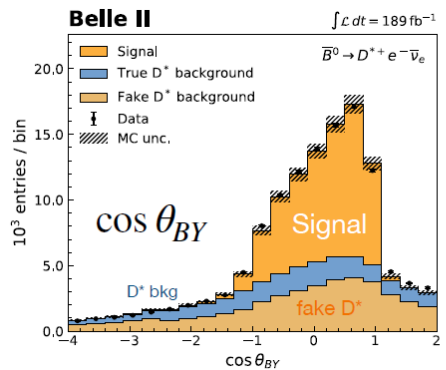 Belle II
∫ℒ dt = 189 fb⁻¹
Signal
True D* background
Fake D* background
Data
MC unc.
B̅⁰ → D*⁺ e⁻ ν̅ₑ
10³ entries / bin
20.0
15.0
10.0
5.0
0.0
cos θ_BY
Signal
D* bkg
fake D*
−4 −3 −2 −1 0 1 2
cos θ_BY